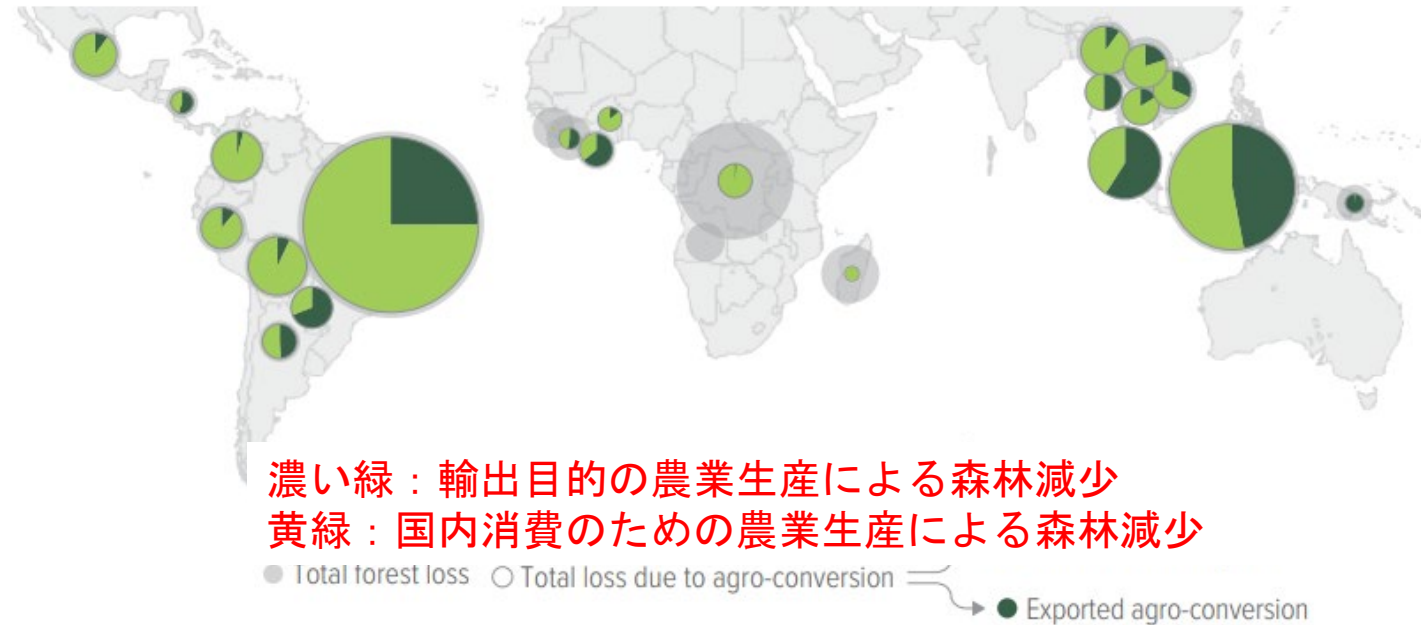 濃い緑：輸出目的の農業生産による森林減少
黄緑：国内消費のための農業生産による森林減少
Total forest loss
Total loss due to agro-conversion
Exported agro-conversion